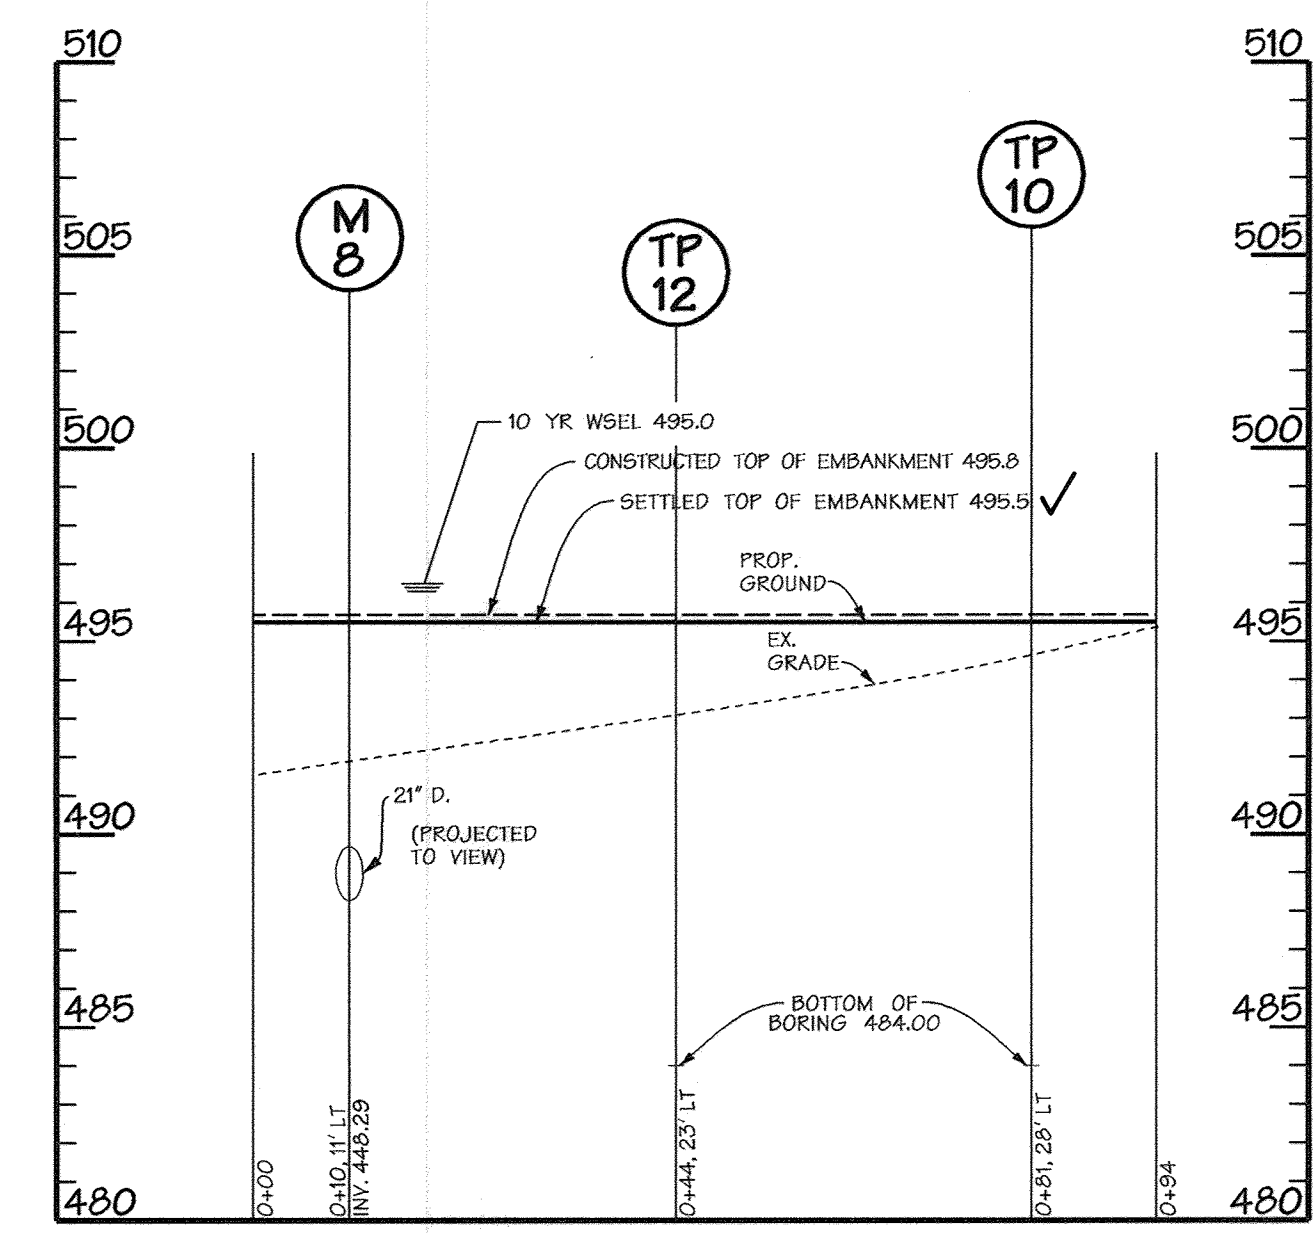 510
510
M
8
TP
12
TP
10
505
505
500
500
10 YR WSEL 495.0
CONSTRUCTED TOP OF EMBANKMENT 495.8
SETTLED TOP OF EMBANKMENT 495.5
PROP.
GROUND
495
495
EX.
GRADE
21" D.
(PROJECTED
TO VIEW)
490
490
485
485
BOTTOM OF
BORING 484.00
0+00
0+10, 11' LT
INV. 448.29
0+44, 23' LT
0+81, 28' LT
0+94
480
480